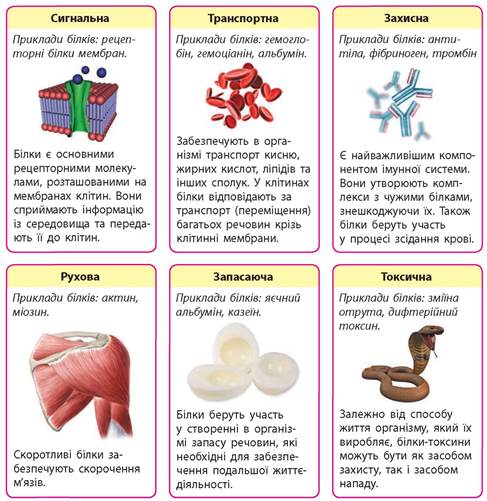 Сигнальна
Приклади білків: рецеп-
торні білки мембран.
Білки є основними
рецепторними молеку-
лами, розташованими на
мембранах клітин. Вони
сприймають інформацію
із середовища та переда-
ють її до клітин.
Транспортна
Приклади білків: гемогло-
бін, гемоціанін, альбумін.
Забезпечують в орга-
нізмі транспорт кисню,
жирних кислот, ліпідів та
інших сполук. У клітинах
білки відповідають за
транспорт (переміщення)
багатьох речовин крізь
клітинні мембрани.
Захисна
Приклади білків: анти-
тіла, фібриноген, тромбін
Є найважливішим компо-
нентом імунної системи.
Вони утворюють комп-
лекси з чужими білками,
знешкоджуючи їх. Також
білки беруть участь
у процесі зсідання крові.
Рухова
Приклади білків: актин,
міозин.
Скоротливі білки за-
безпечують скорочення
м'язів.
Запасаюча
Приклади білків: яєчний
альбумін, казеїн.
Білки беруть участь
у створенні в організ-
мі запасу речовин, які
необхідні для забезпе-
чення подальшої життє-
діяльності.
Токсична
Приклади білків: зміїна
отрута, дифтерійний
токсин.
Залежно від способу
життя організму, який їх
виробляє, білки-токсини
можуть бути як засобом
захисту, так і засобом
нападу.